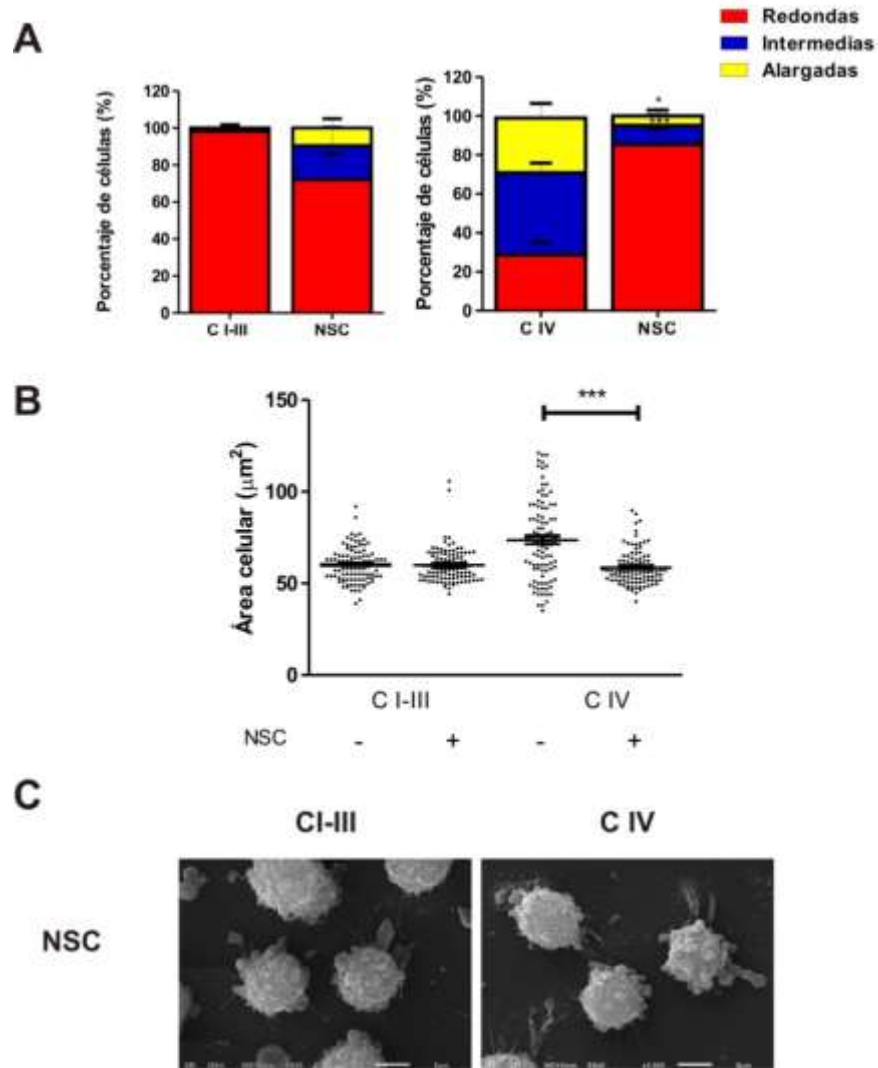 A
Redondas
Intermedias
Alargadas
Porcentaje de células (%)
120
100
80
60
40
20
0
C I-III
NSC
Porcentaje de células (%)
120
100
80
60
40
20
0
C IV
NSC
*
***
B
Área celular (μm²)
150
100
50
0
***
C I-III
C IV
NSC
-
+
-
+
C
CI-III
C IV
NSC